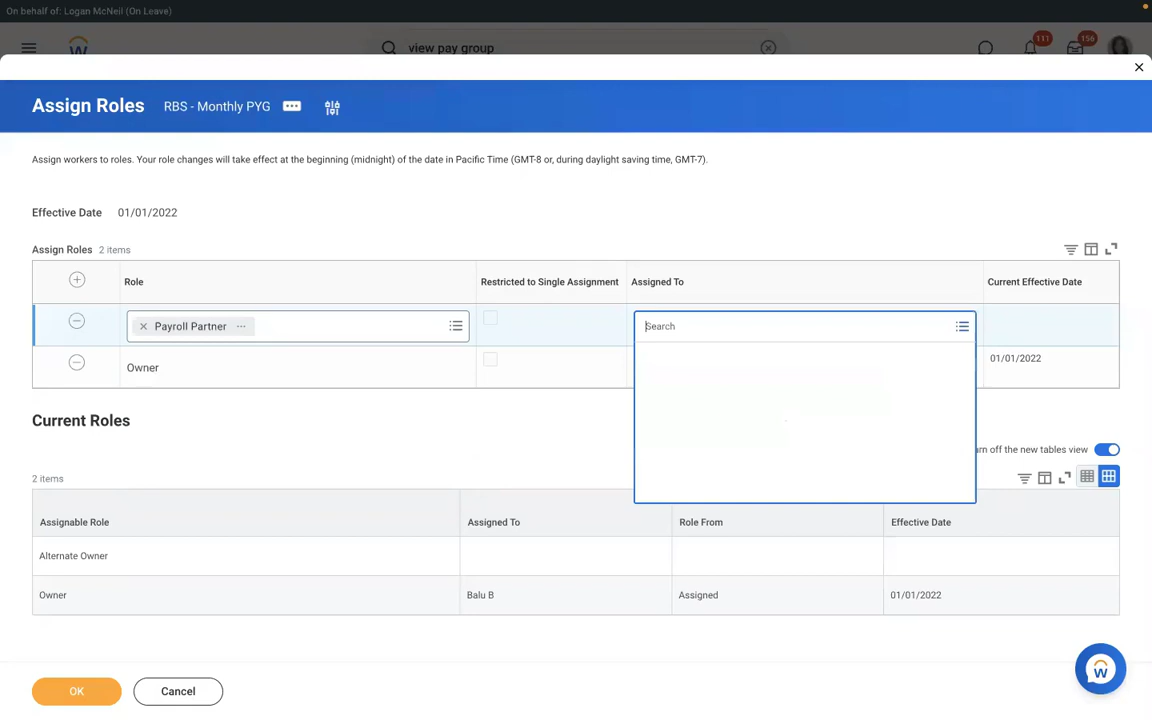 On behalf of: Logan McNeil (On Leave)
view pay group
111
156
Assign Roles RBS - Monthly PYG
Assign workers to roles. Your role changes will take effect at the beginning (midnight) of the date in Pacific Time (GMT-8 or, during daylight saving time, GMT-7).
Effective Date 01/01/2022
Assign Roles 2 items
Role Restricted to Single Assignment Assigned To Current Effective Date
Payroll Partner
Search
Owner 01/01/2022
Current Roles
rn off the new tables view
2 items
Assignable Role Assigned To Role From Effective Date
Alternate Owner
Owner Balu B Assigned 01/01/2022
OK Cancel